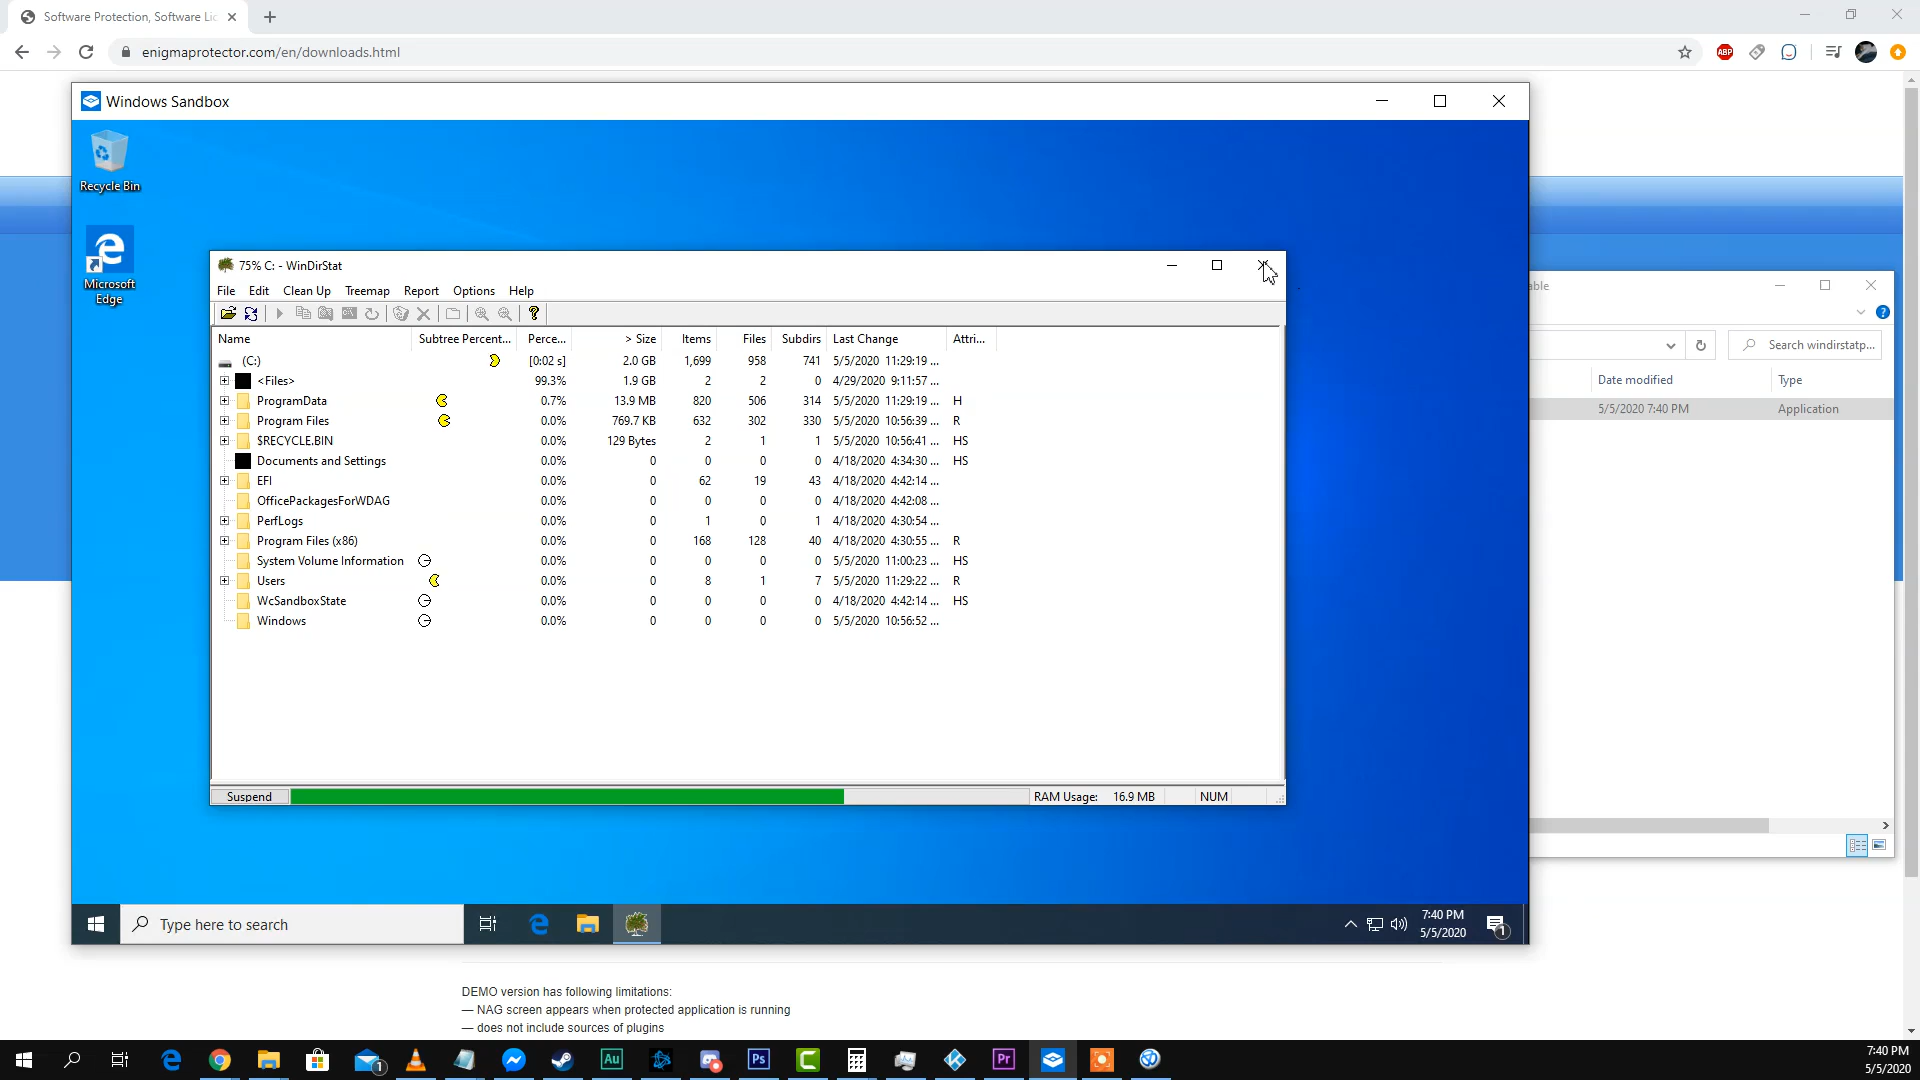 Software Protection, Software Lic
enigmaprotector.com/en/downloads.html
ABP
Windows Sandbox
Recycle Bin
Microsoft
Edge
75% C: - WinDirStat
File Edit Clean Up Treemap Report Options Help
Name Subtree Percent... Perce... > Size Items Files Subdirs Last Change Attri...
(C:) [0:02 s] 2.0 GB 1,699 958 741 5/5/2020 11:29:19 ...
<Files> 99.3% 1.9 GB 2 2 0 4/29/2020 9:11:57 ...
ProgramData 0.7% 13.9 MB 820 506 314 5/5/2020 11:29:19 ... H
Program Files 0.0% 769.7 KB 632 302 330 5/5/2020 10:56:39 ... R
$RECYCLE.BIN 0.0% 129 Bytes 2 1 1 5/5/2020 10:56:41 ... HS
Documents and Settings 0.0% 0 0 0 0 4/18/2020 4:34:30 ... HS
EFI 0.0% 0 62 19 43 4/18/2020 4:42:14 ...
OfficePackagesForWDAG 0.0% 0 0 0 0 4/18/2020 4:42:08 ...
PerfLogs 0.0% 0 1 0 1 4/18/2020 4:30:54 ...
Program Files (x86) 0.0% 0 168 128 40 4/18/2020 4:30:55 ... R
System Volume Information 0.0% 0 0 0 0 5/5/2020 11:00:23 ... HS
Users 0.0% 0 8 1 7 5/5/2020 11:29:22 ... R
WcSandboxState 0.0% 0 0 0 0 4/18/2020 4:42:14 ... HS
Windows 0.0% 0 0 0 0 5/5/2020 10:56:52 ...
Suspend RAM Usage: 16.9 MB NUM
able
Search windirstatp...
Date modified Type
5/5/2020 7:40 PM Application
Type here to search
7:40 PM
5/5/2020
1
DEMO version has following limitations:
— NAG screen appears when protected application is running
— does not include sources of plugins
1
Au
Ps
Pr
7:40 PM
5/5/2020